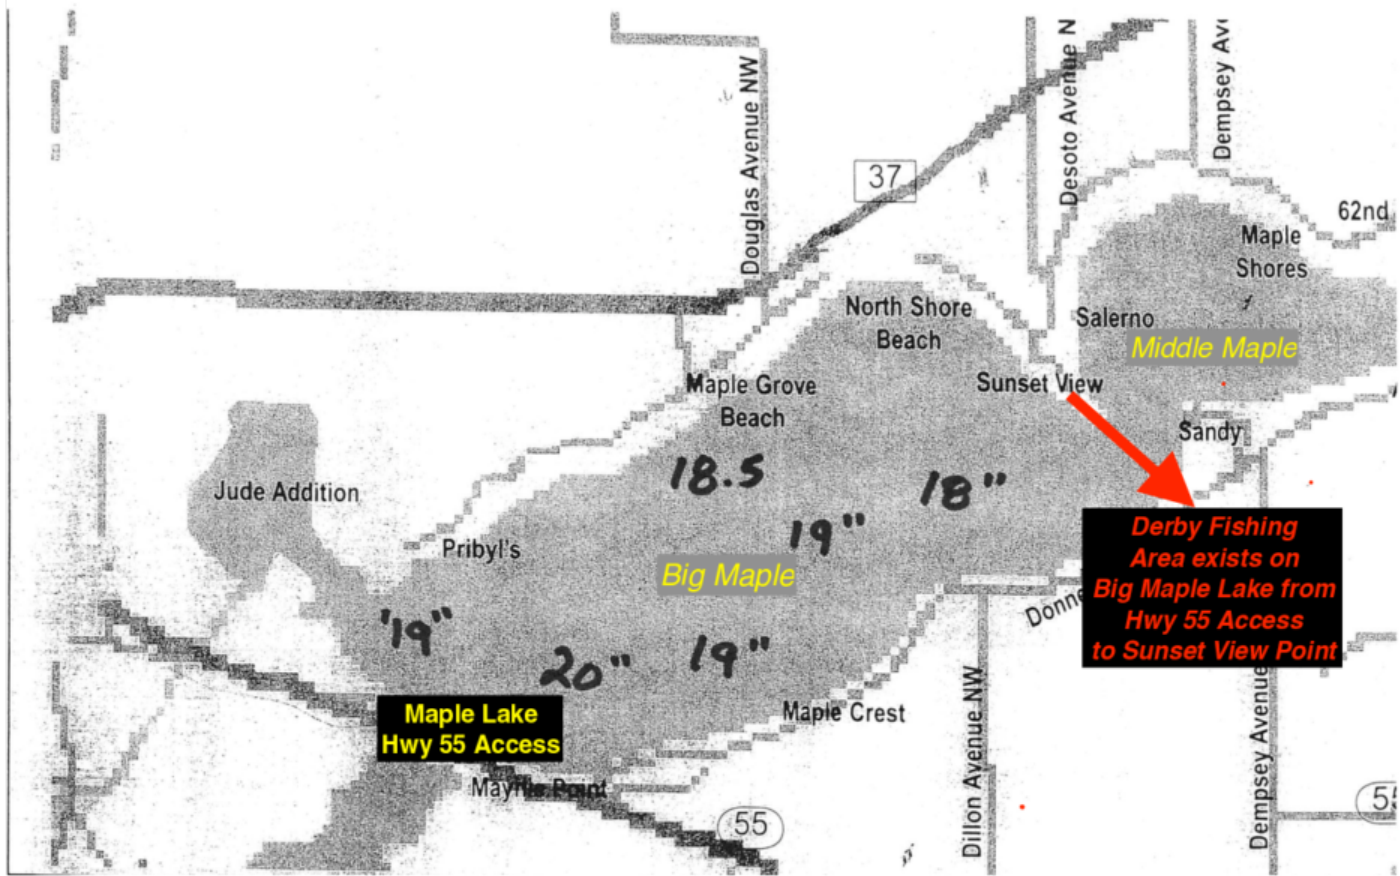 Douglas Avenue NW
Desoto Avenue N
Dempsey Av
37
62nd
Maple
Shores
North Shore
Beach
Salerno
Middle Maple
Maple Grove
Beach
Sunset View
Sandy
18.5
18"
Jude Addition
19"
Pribyl's
Big Maple
Derby Fishing
Area exists on
Big Maple Lake from
Hwy 55 Access
to Sunset View Point
Donne
'19"
20"
19"
Maple Lake
Hwy 55 Access
Maple Crest
Dillon Avenue NW
Dempsey Avenue
Point
55